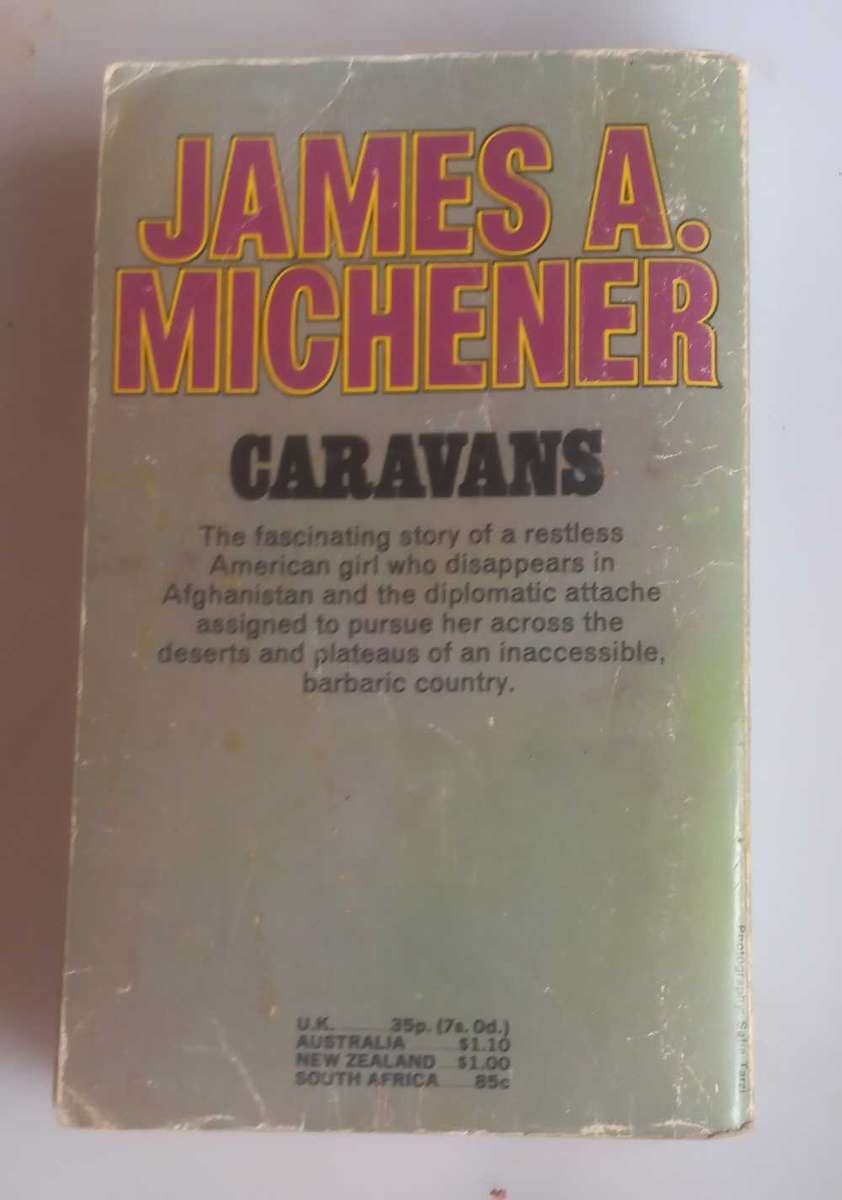 JAMES A.
MICHENER
CARAVANS
The fascinating story of a restless
American girl who disappears in
Afghanistan and the diplomatic attache
assigned to pursue her across the
deserts and plateaus of an inaccessible,
barbaric country.
U.K. 35p. (7s. 0d.)
AUSTRALIA $1.10
NEW ZEALAND $1.00
SOUTH AFRICA 85c